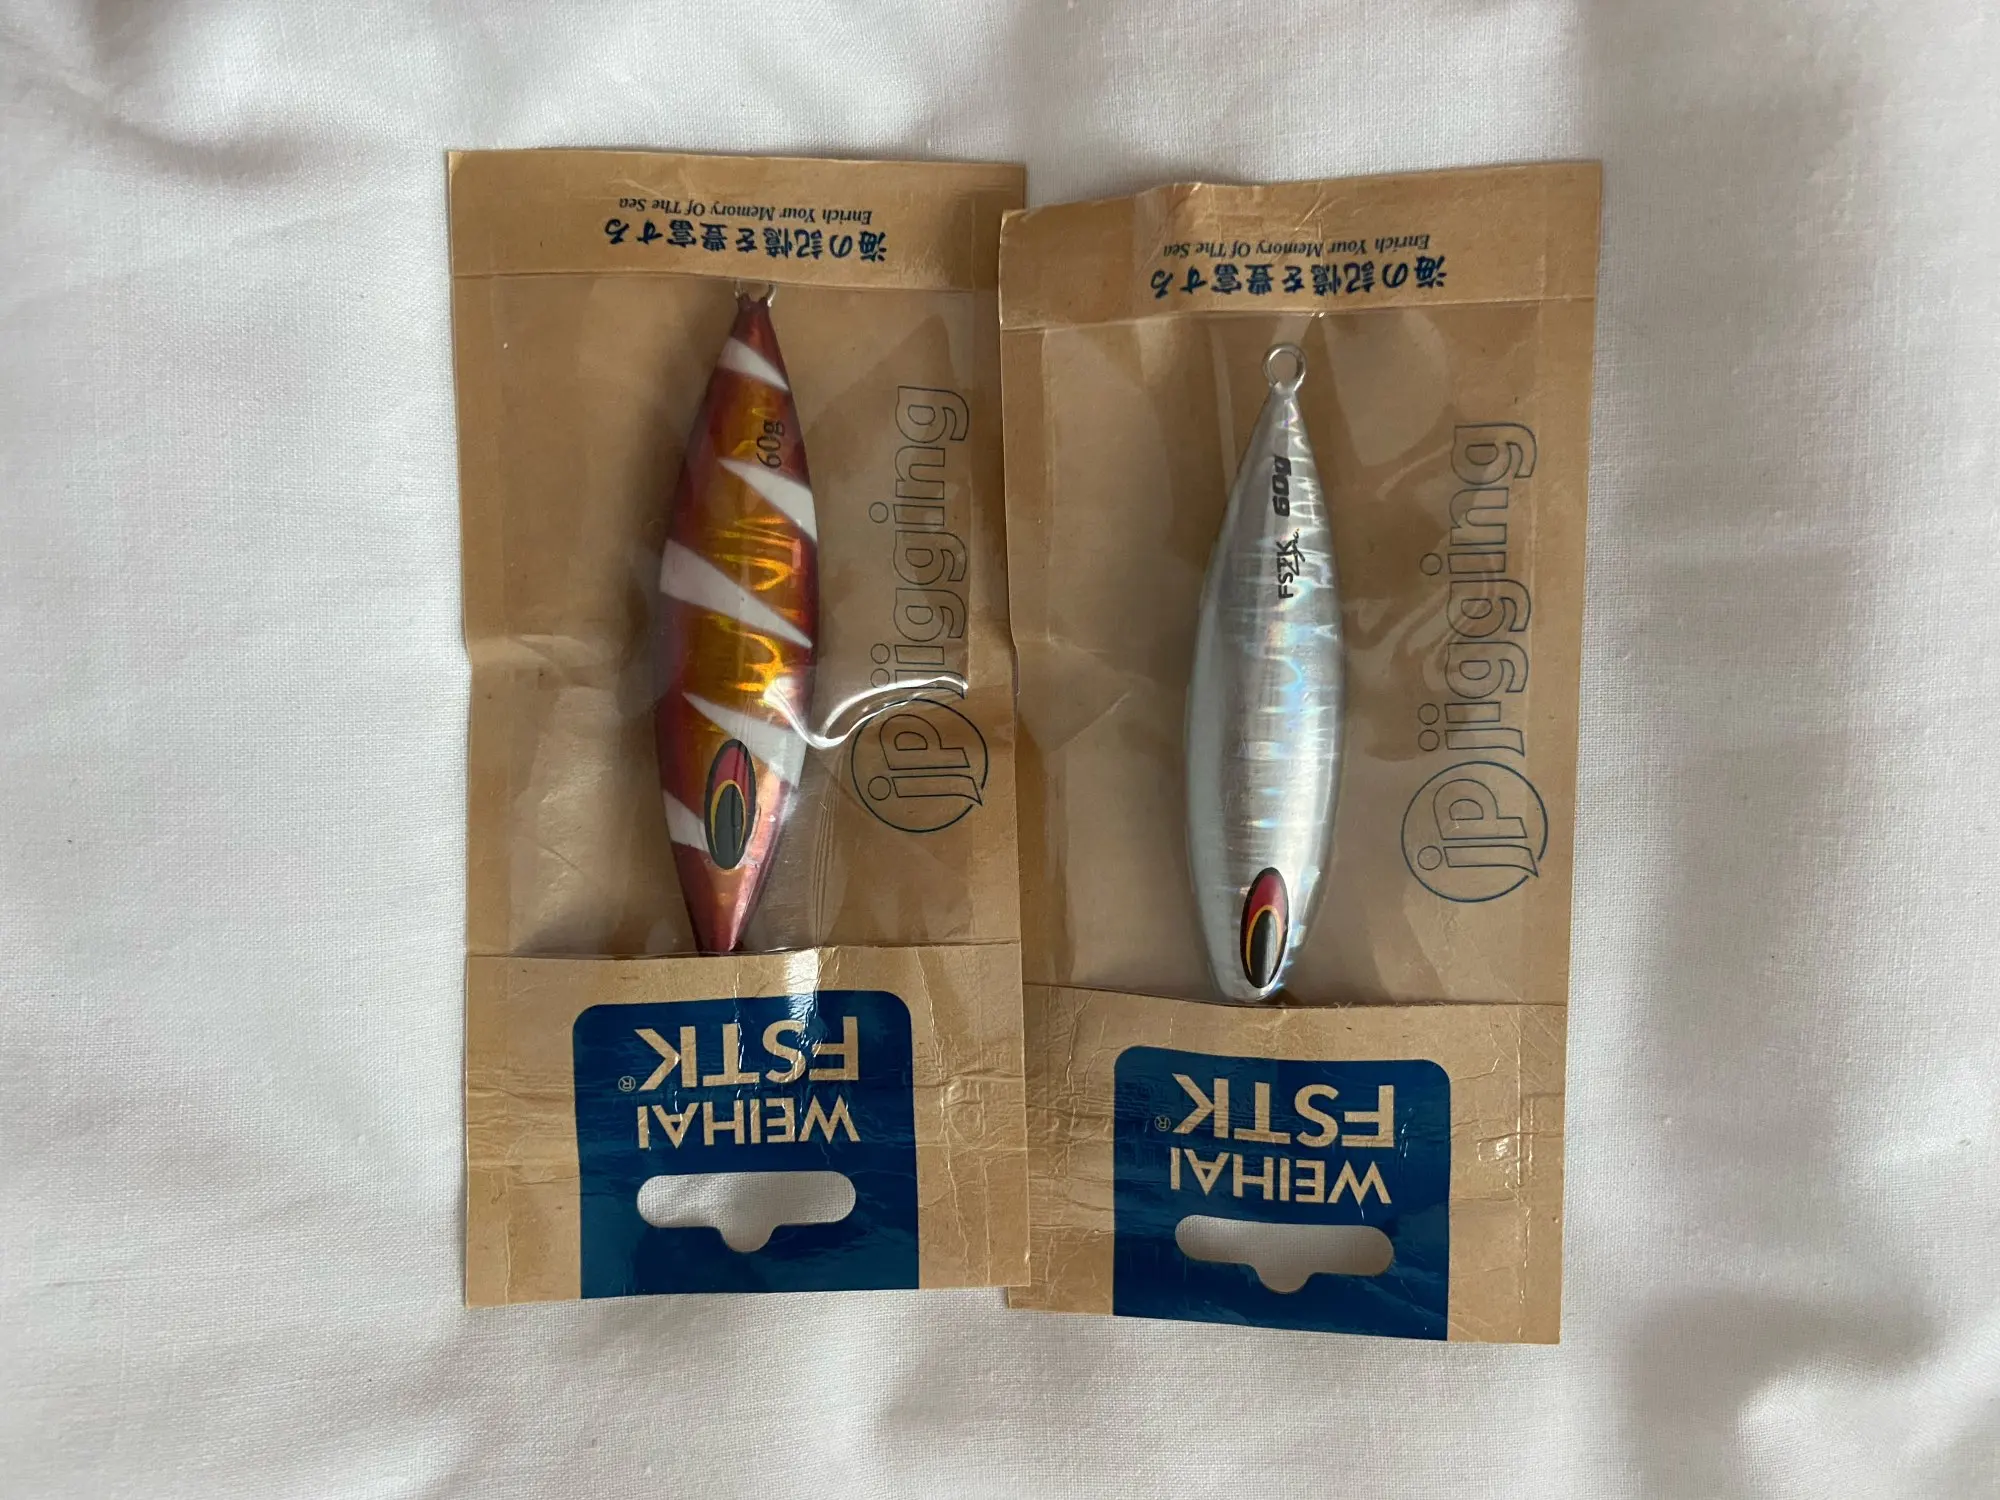 WEIHAI
FSTK®
60g
jP jigging
海の記憶を豊富する
Enrich Your Memory Of The Sea
WEIHAI
FSTK®
FSTK 60g
jP jigging
海の記憶を豊富する
Enrich Your Memory Of The Sea